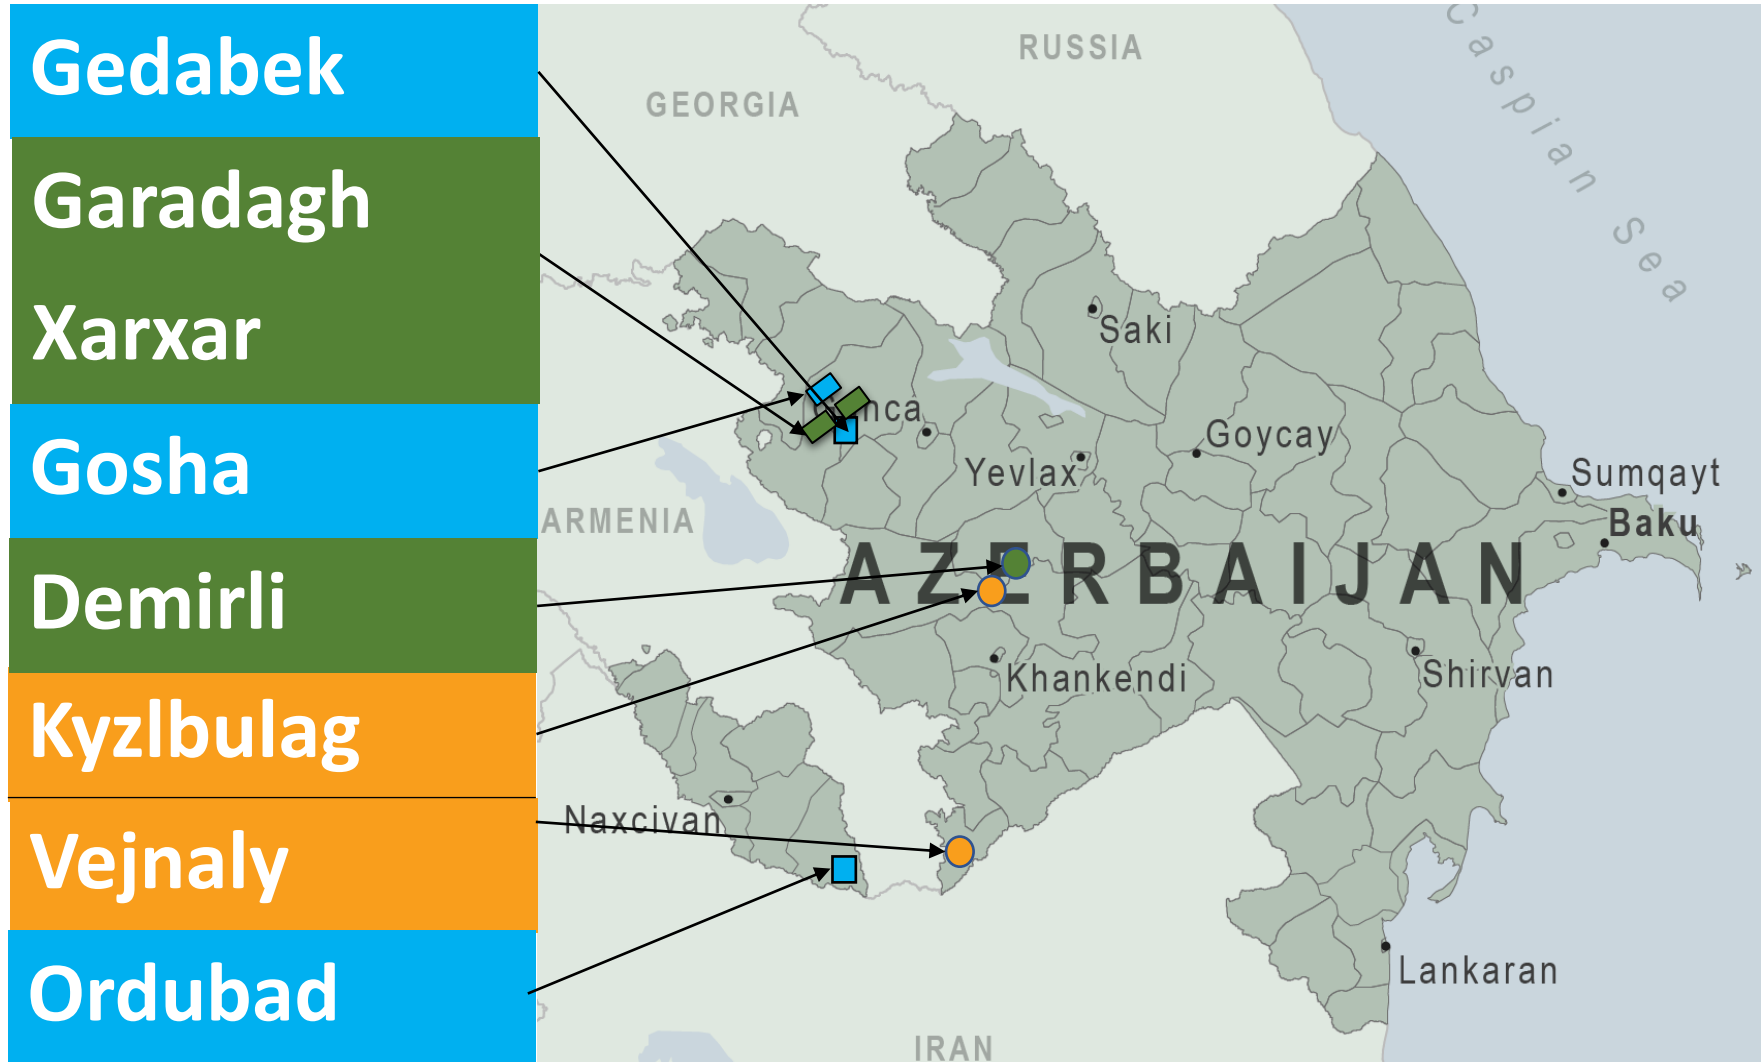 Gedabek
Garadagh
Xarxar
Gosha
Demirli
Kyzlbulag
Vejnaly
Ordubad
RUSSIA
GEORGIA
Caspian Sea
Saki
Goycay
Yevlax
Sumqayt
Baku
ARMENIA
AZERBAIJAN
Khankendi
Shirvan
Naxcivan
Lankaran
IRAN